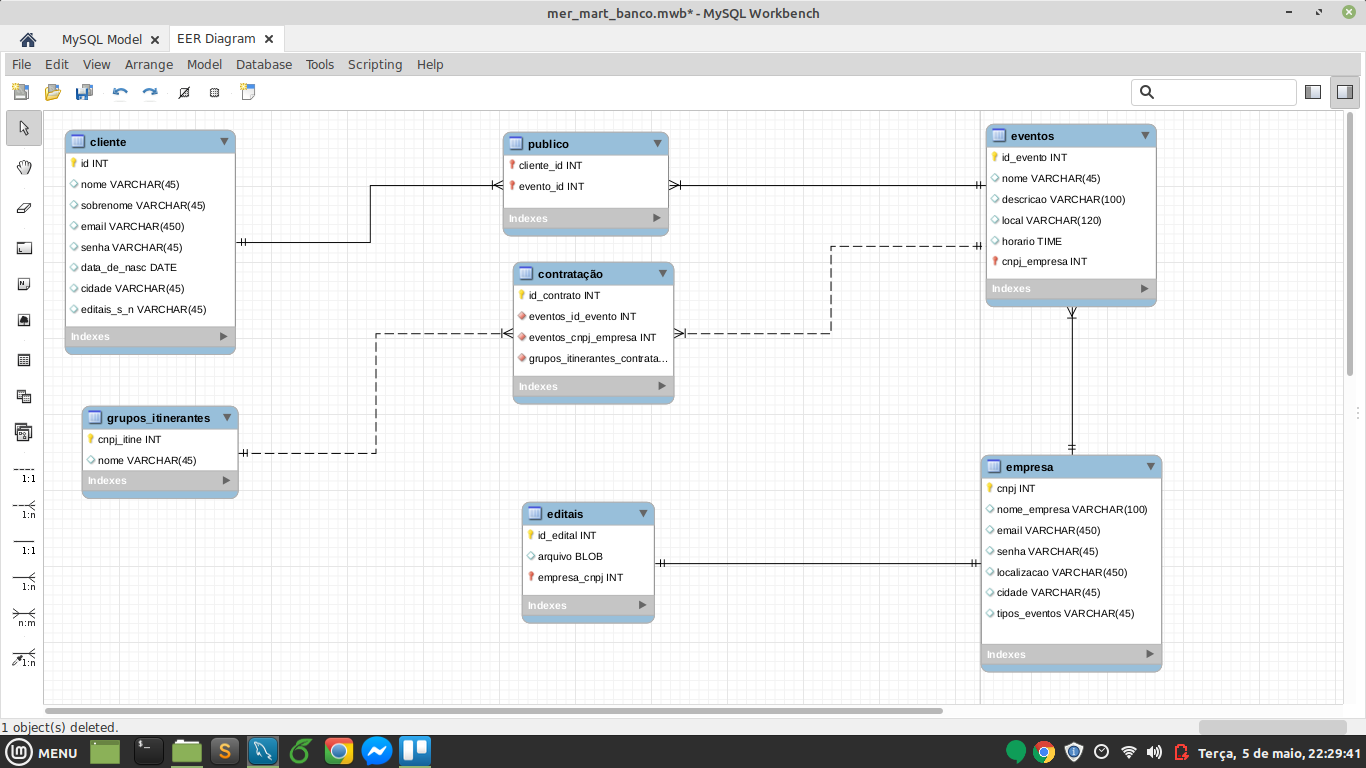 mer_mart_banco.mwb* - MySQL Workbench
MySQL Model
EER Diagram
File Edit View Arrange Model Database Tools Scripting Help
cliente
id INT
nome VARCHAR(45)
sobrenome VARCHAR(45)
email VARCHAR(450)
senha VARCHAR(45)
data_de_nasc DATE
cidade VARCHAR(45)
editais_s_n VARCHAR(45)
Indexes
publico
cliente_id INT
evento_id INT
Indexes
eventos
id_evento INT
nome VARCHAR(45)
descricao VARCHAR(100)
local VARCHAR(120)
horario TIME
cnpj_empresa INT
Indexes
contratação
id_contrato INT
eventos_id_evento INT
eventos_cnpj_empresa INT
grupos_itinerantes_contrata...
Indexes
grupos_itinerantes
cnpj_itine INT
nome VARCHAR(45)
Indexes
editais
id_edital INT
arquivo BLOB
empresa_cnpj INT
Indexes
empresa
cnpj INT
nome_empresa VARCHAR(100)
email VARCHAR(450)
senha VARCHAR(45)
localizacao VARCHAR(450)
cidade VARCHAR(45)
tipos_eventos VARCHAR(45)
Indexes
1:1
1:n
1:1
1:n
n:m
1:n
1 object(s) deleted.
MENU
Terça, 5 de maio, 22:29:41